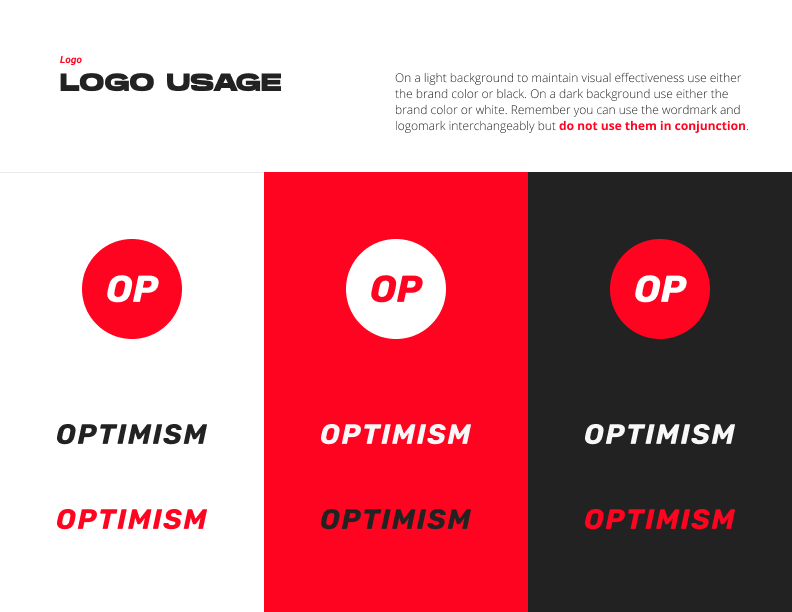 Logo
LOGO USAGE
On a light background to maintain visual effectiveness use either
the brand color or black. On a dark background use either the
brand color or white. Remember you can use the wordmark and
logomark interchangeably but do not use them in conjunction.
OP
OP
OP
OPTIMISM
OPTIMISM
OPTIMISM
OPTIMISM
OPTIMISM
OPTIMISM